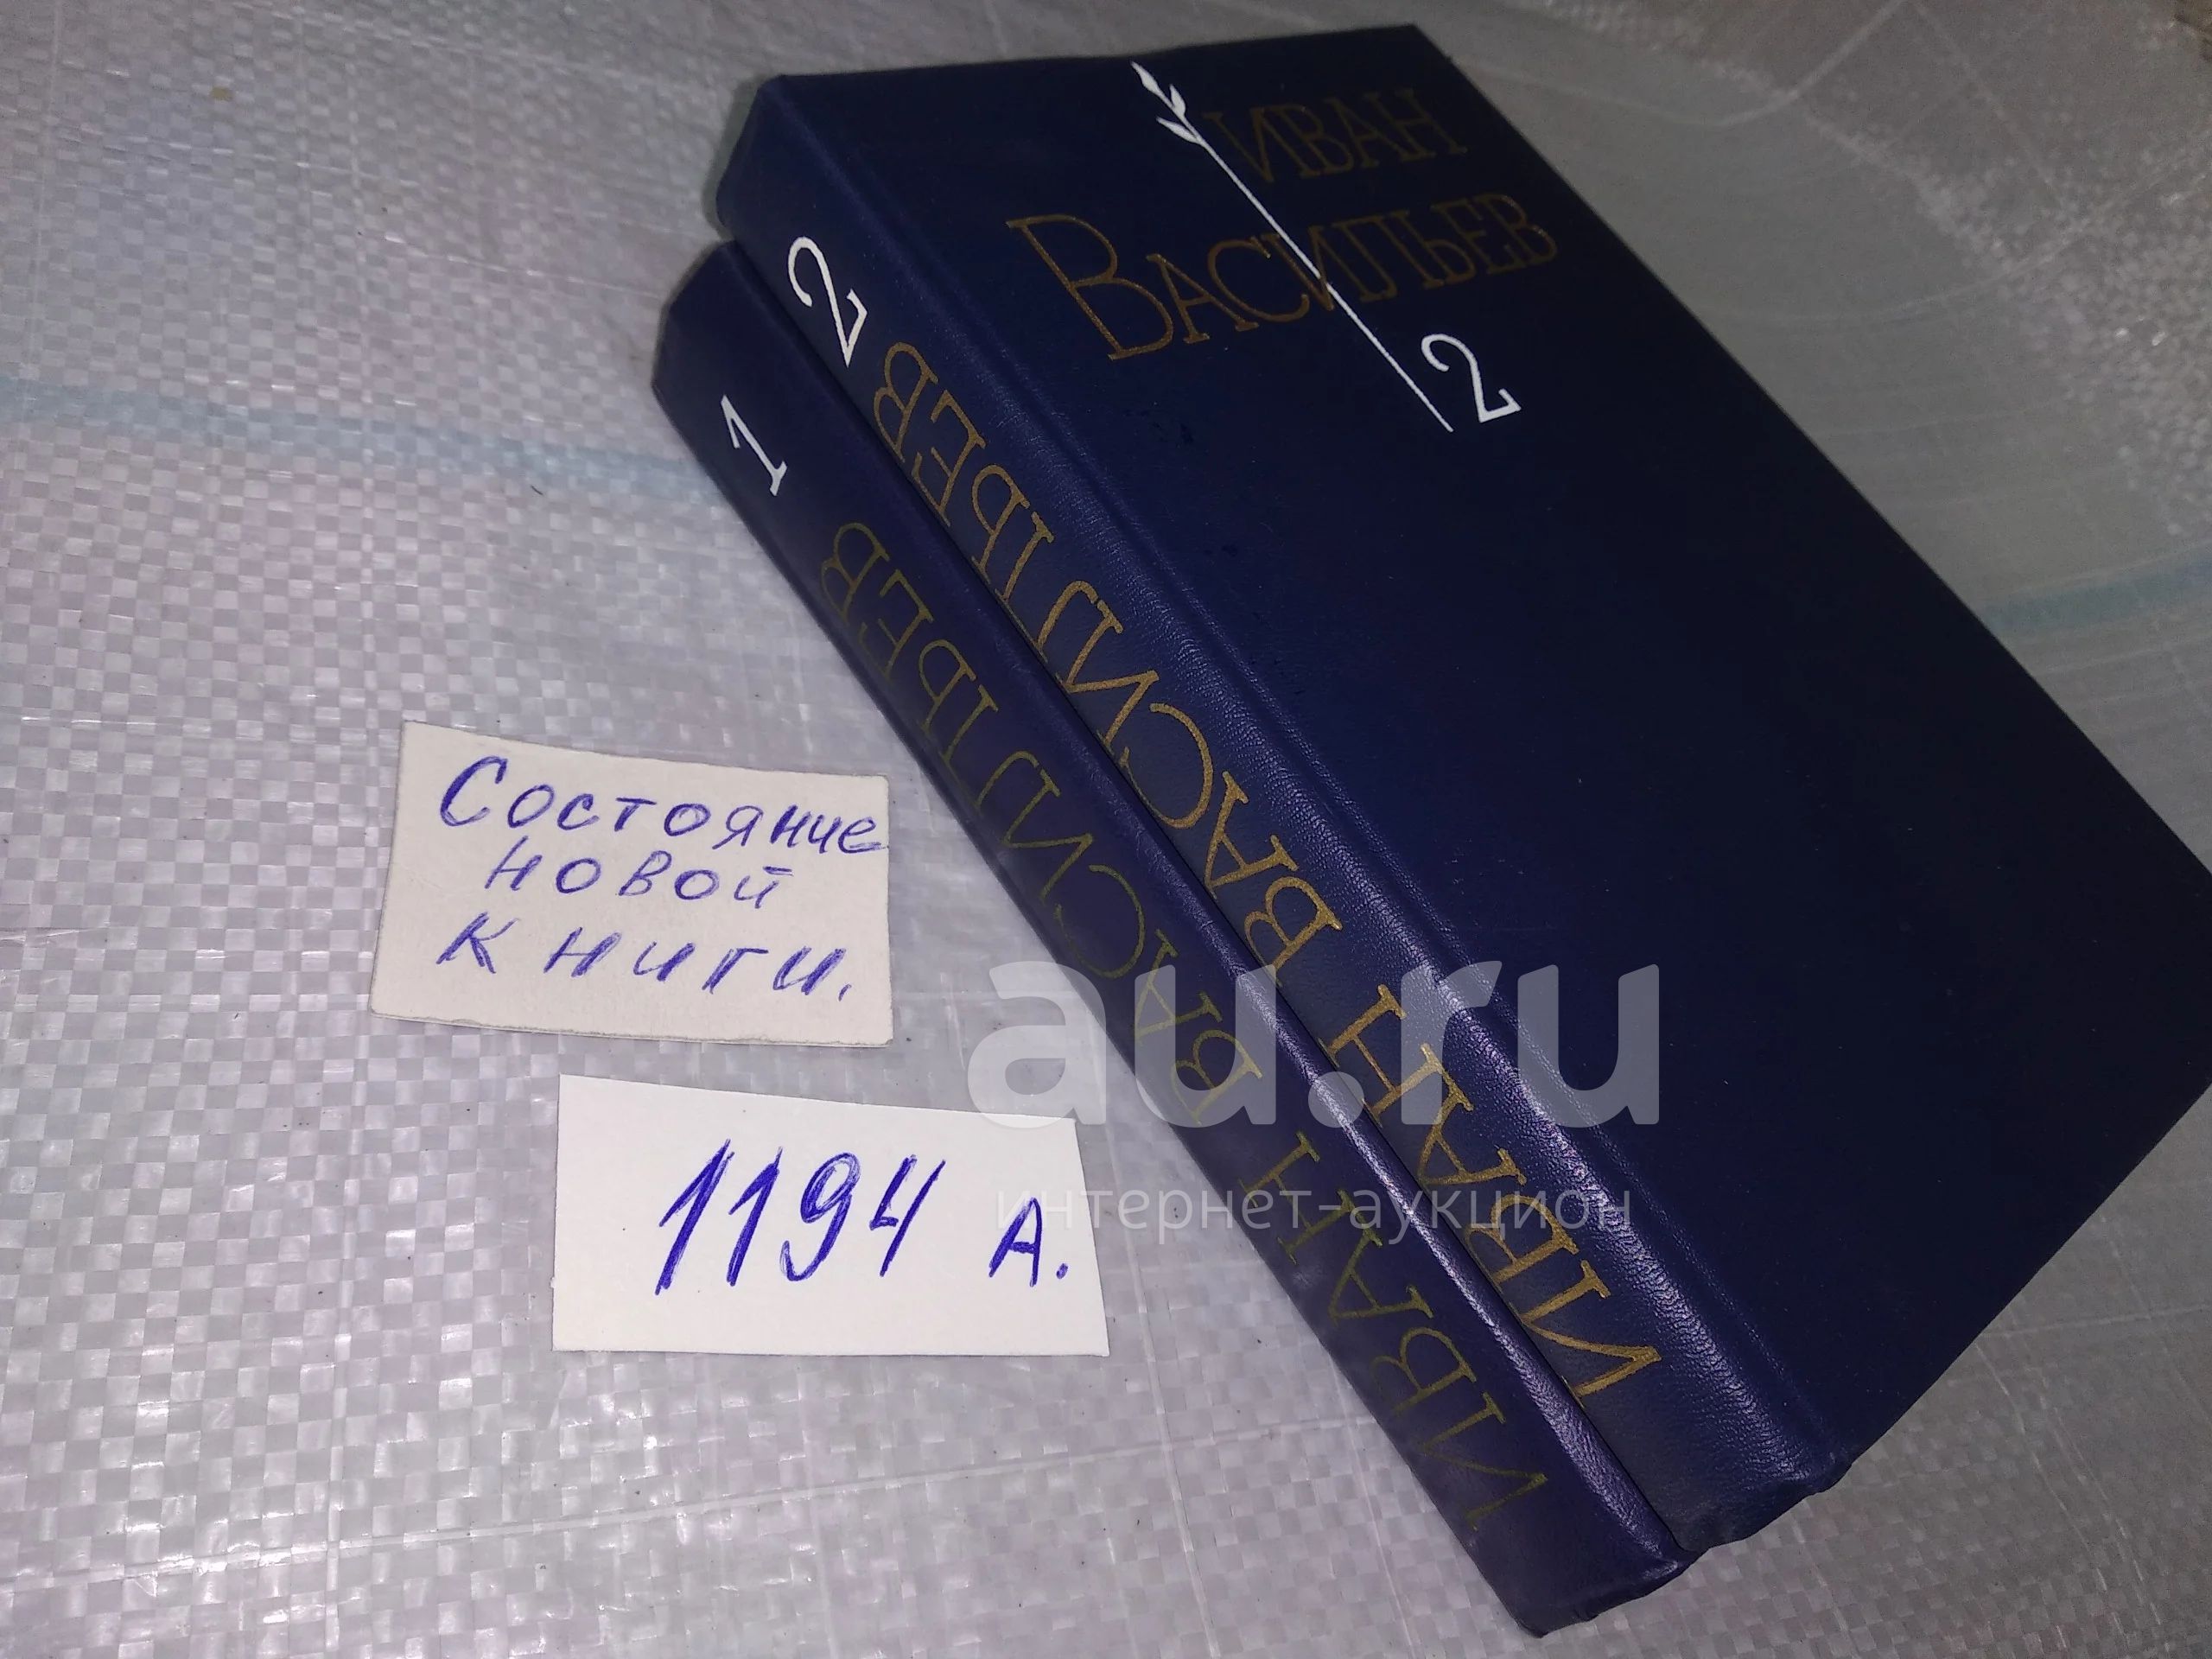 ИВАН
ВАСИЛЬЕВ
2
2
ИВАН ВАСИЛЬЕВ
1
ИВАН ВАСИЛЬЕВ
Состояние
новой
книги.
1194 А.
au.ru
интернет-аукцион